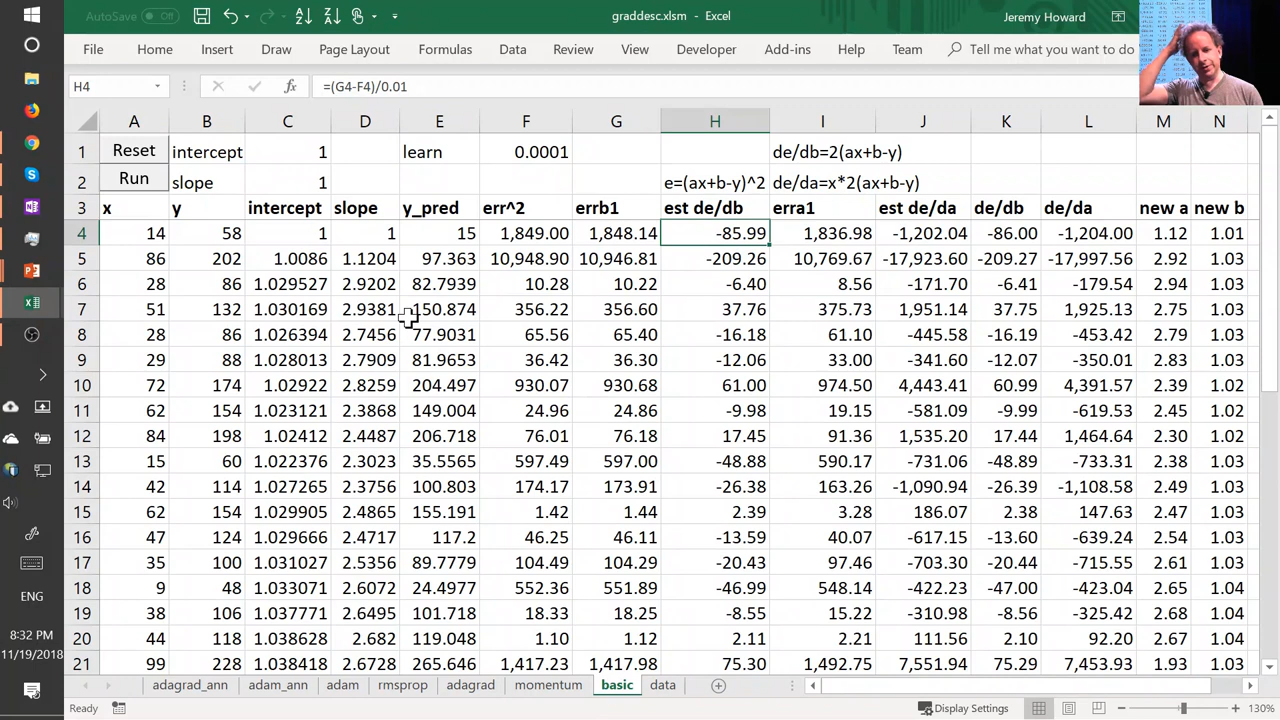 AutoSave Off graddesc.xlsm - Excel Jeremy Howard
File Home Insert Draw Page Layout Formulas Data Review View Developer Add-ins Help Team Tell me what you want to do
H4 fx =(G4-F4)/0.01
A B C D E F G H I J K L M N
1 Reset intercept 1 learn 0.0001 de/db=2(ax+b-y)
2 Run slope 1 e=(ax+b-y)^2 de/da=x*2(ax+b-y)
3 x y intercept slope y_pred err^2 errb1 est de/db erra1 est de/da de/db de/da new a new b
4 14 58 1 1 15 1,849.00 1,848.14 -85.99 1,836.98 -1,202.04 -86.00 -1,204.00 1.12 1.01
5 86 202 1.0086 1.1204 97.363 10,948.90 10,946.81 -209.26 10,769.67 -17,923.60 -209.27 -17,997.56 2.92 1.03
6 28 86 1.029527 2.9202 82.7939 10.28 10.22 -6.40 8.56 -171.70 -6.41 -179.54 2.94 1.03
7 51 132 1.030169 2.9381 150.874 356.22 356.60 37.76 375.73 1,951.14 37.75 1,925.13 2.75 1.03
8 28 86 1.026394 2.7456 77.9031 65.56 65.40 -16.18 61.10 -445.58 -16.19 -453.42 2.79 1.03
9 29 88 1.028013 2.7909 81.9653 36.42 36.30 -12.06 33.00 -341.60 -12.07 -350.01 2.83 1.03
10 72 174 1.02922 2.8259 204.497 930.07 930.68 61.00 974.50 4,443.41 60.99 4,391.57 2.39 1.02
11 62 154 1.023121 2.3868 149.004 24.96 24.86 -9.98 19.15 -581.09 -9.99 -619.53 2.45 1.02
12 84 198 1.02412 2.4487 206.718 76.01 76.18 17.45 91.36 1,535.20 17.44 1,464.64 2.30 1.02
13 15 60 1.022376 2.3023 35.5565 597.49 597.00 -48.88 590.17 -731.06 -48.89 -733.31 2.38 1.03
14 42 114 1.027265 2.3756 100.803 174.17 173.91 -26.38 163.26 -1,090.94 -26.39 -1,108.58 2.49 1.03
15 62 154 1.029905 2.4865 155.191 1.42 1.44 2.39 3.28 186.07 2.38 147.63 2.47 1.03
16 47 124 1.029666 2.4717 117.2 46.25 46.11 -13.59 40.07 -617.15 -13.60 -639.24 2.54 1.03
17 35 100 1.031027 2.5356 89.7779 104.49 104.29 -20.43 97.46 -703.30 -20.44 -715.55 2.61 1.03
18 9 48 1.033071 2.6072 24.4977 552.36 551.89 -46.99 548.14 -422.23 -47.00 -423.04 2.65 1.04
19 38 106 1.037771 2.6495 101.718 18.33 18.25 -8.55 15.22 -310.98 -8.56 -325.42 2.68 1.04
20 44 118 1.038628 2.682 119.048 1.10 1.12 2.11 2.21 111.56 2.10 92.20 2.67 1.04
21 99 228 1.038418 2.6728 265.646 1,417.23 1,417.98 75.30 1,492.75 7,551.94 75.29 7,453.93 1.93 1.03
adagrad_ann adam_ann adam rmsprop adagrad momentum basic data
Ready Display Settings 130%
ENG
8:32 PM
11/19/2018